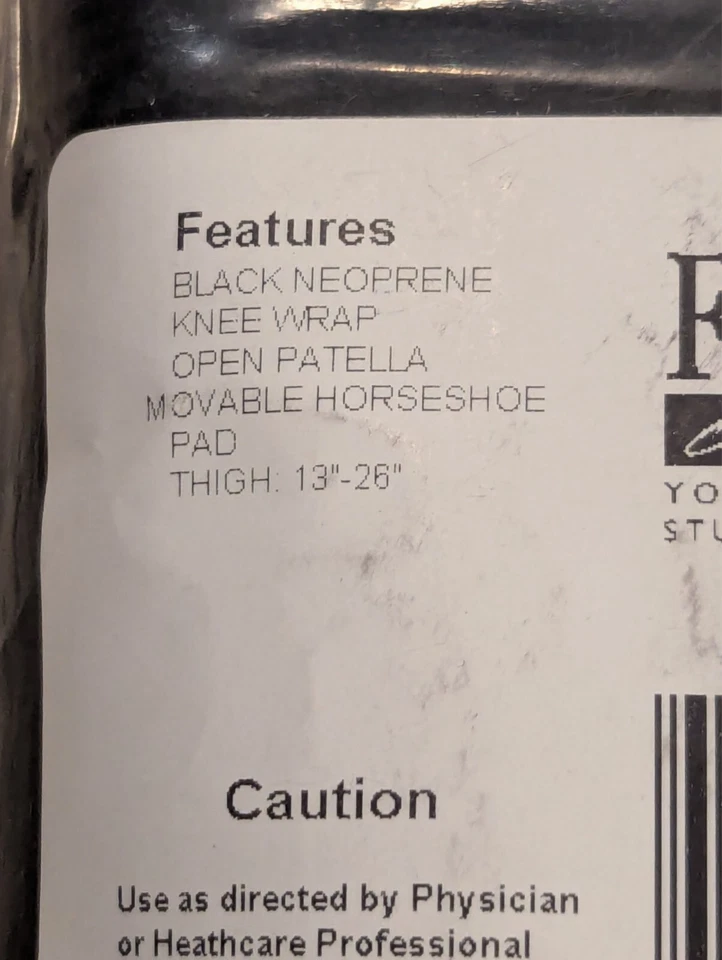 Features
BLACK NEOPRENE
KNEE WRAP
OPEN PATELLA
MOVABLE HORSESHOE
PAD
THIGH: 13"-26"
Caution
Use as directed by Physician
or Heathcare Professional